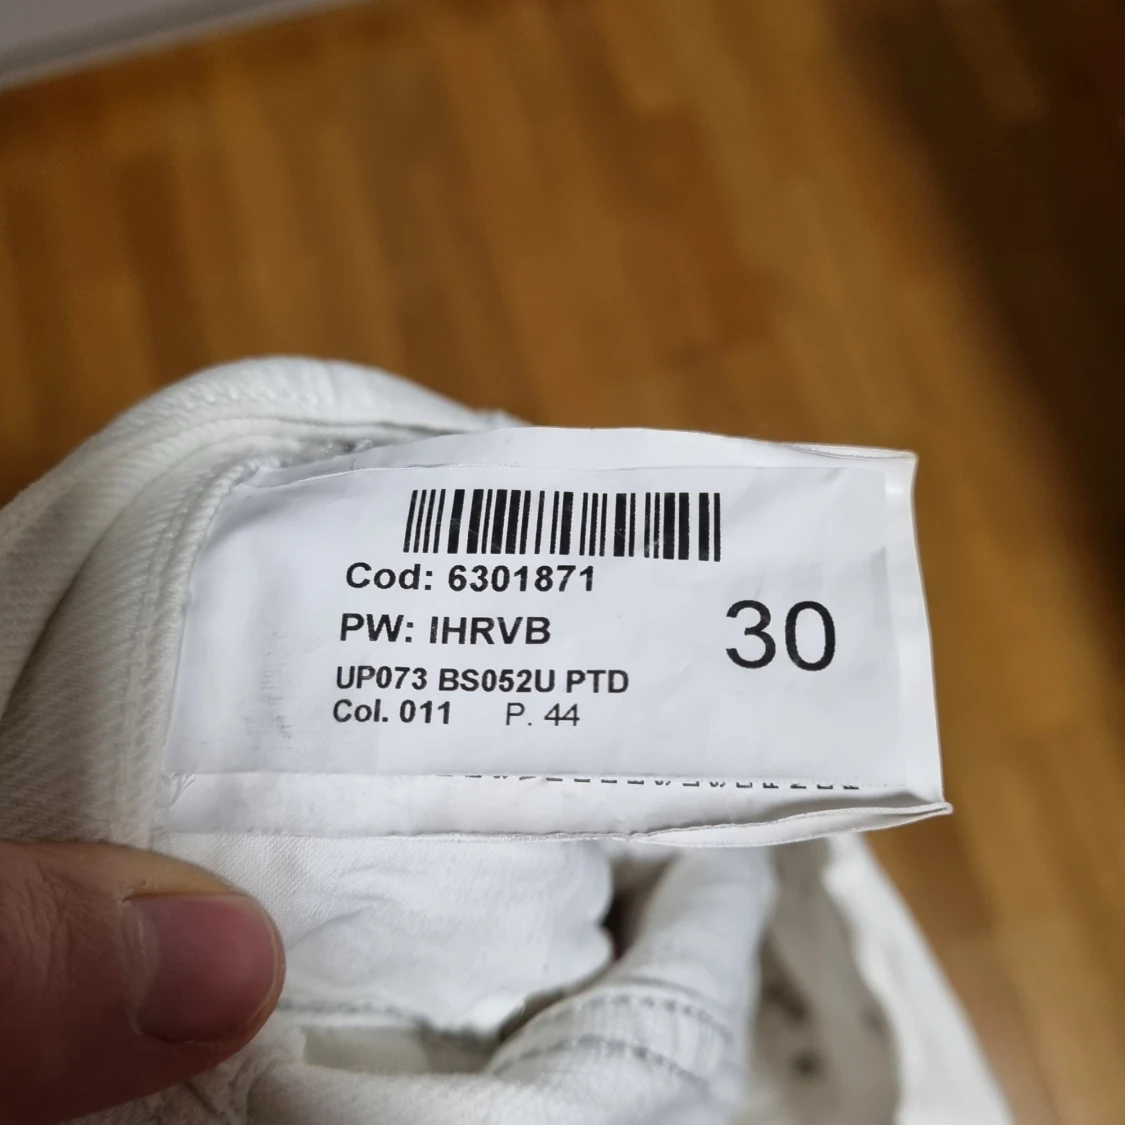 Cod: 6301871
PW: IHRVB
30
UP073 BS052U PTD
Col. 011 P. 44